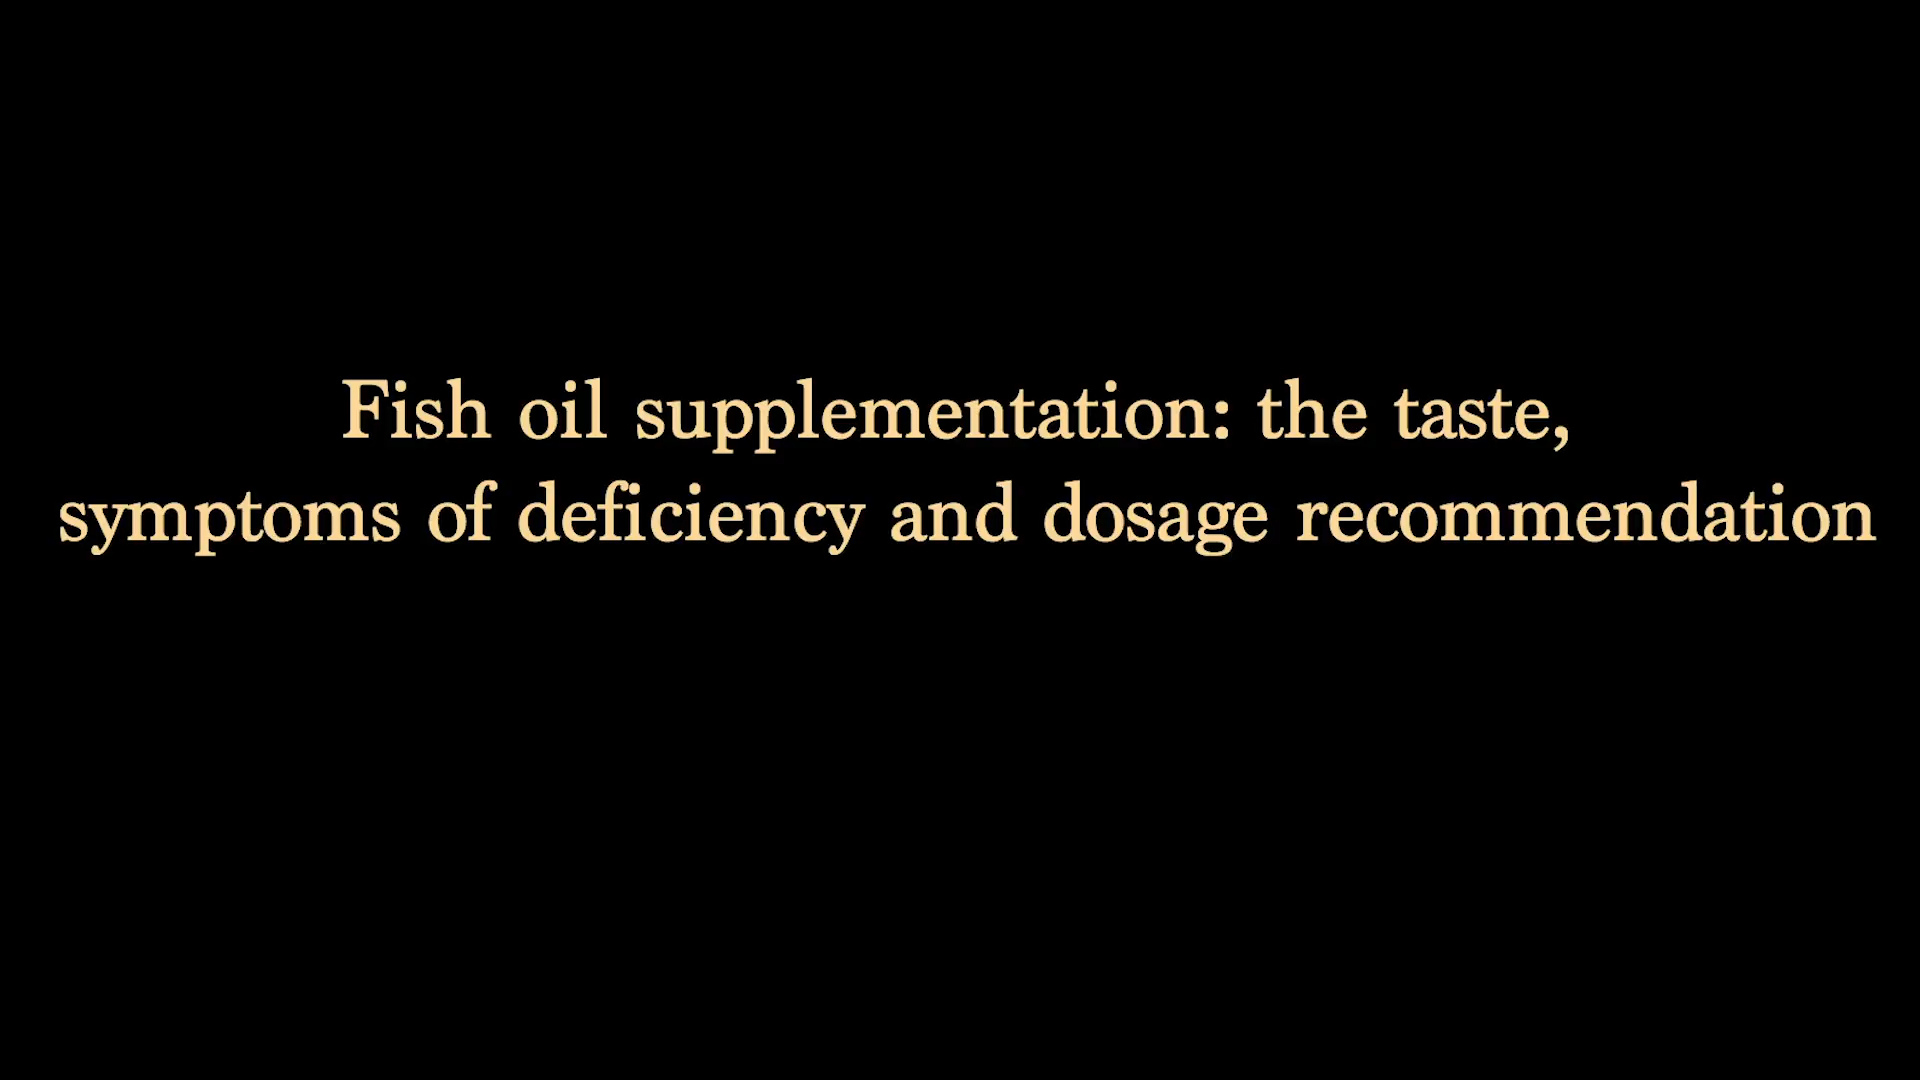 Fish oil supplementation: the taste,
symptoms of deficiency and dosage recommendation